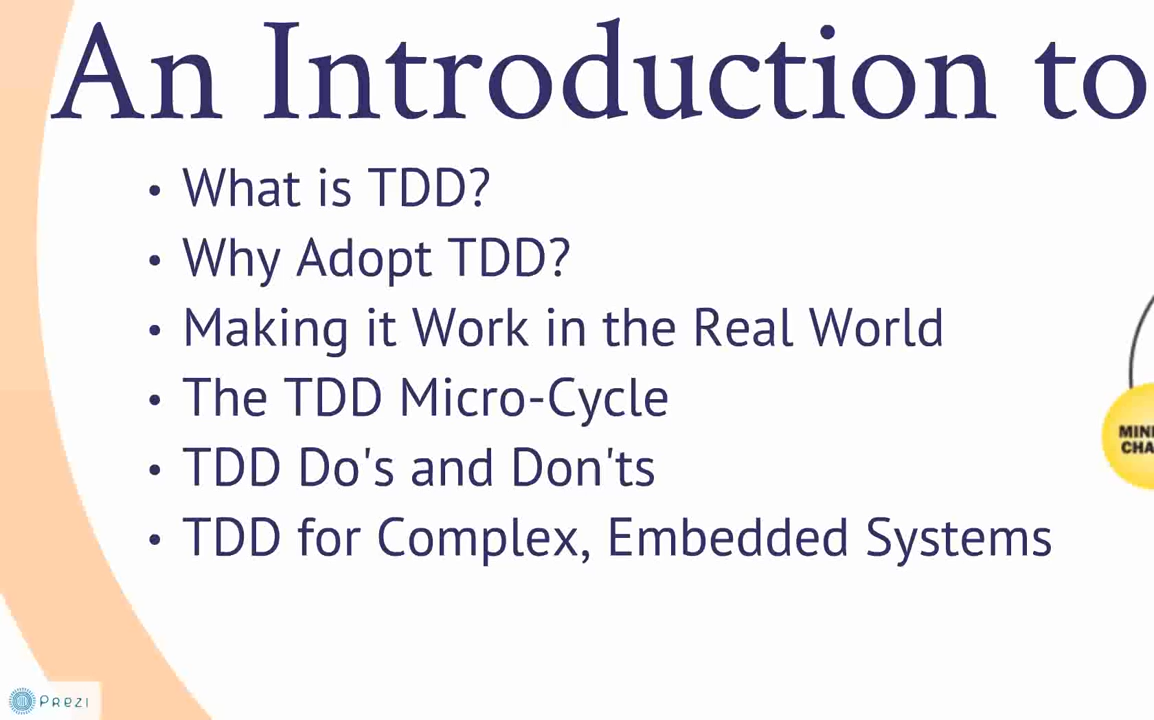 An Introduction to
• What is TDD?
• Why Adopt TDD?
• Making it Work in the Real World
• The TDD Micro-Cycle
• TDD Do's and Don'ts
• TDD for Complex, Embedded Systems
Prezi